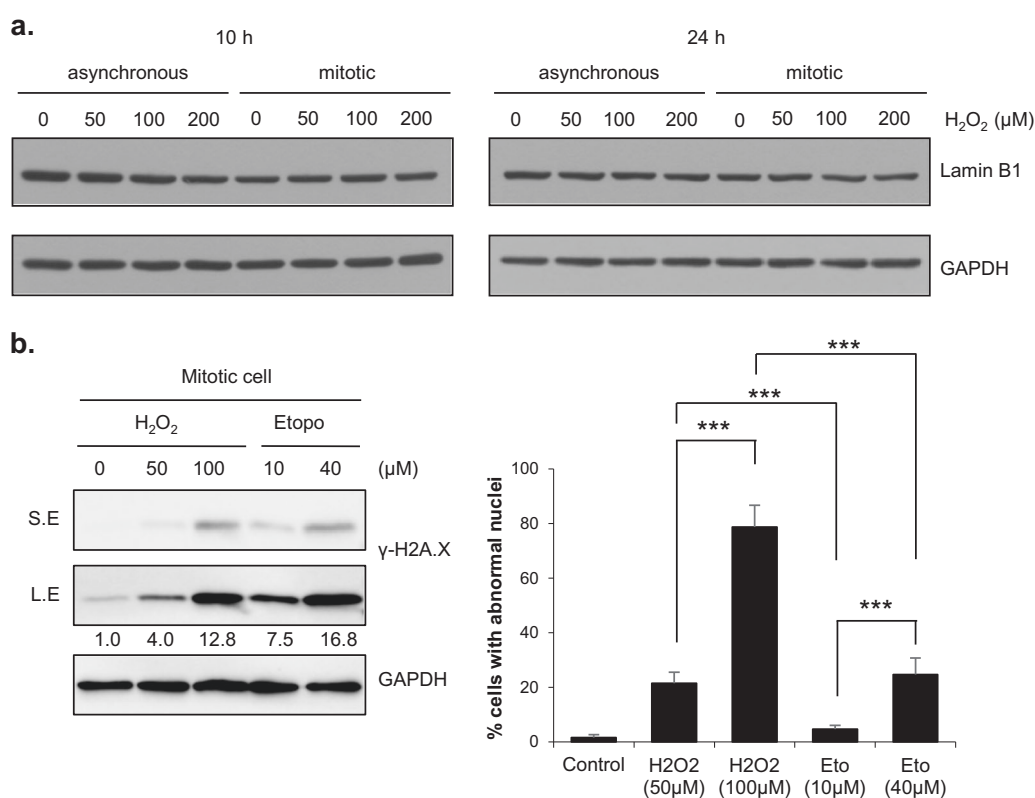 a.
10 h
24 h
asynchronous mitotic asynchronous mitotic
0 50 100 200 0 50 100 200 0 50 100 200 0 50 100 200 H₂O₂ (μM)
Lamin B1
GAPDH
b.
Mitotic cell
H₂O₂ Etopo
0 50 100 10 40 (μM)
S.E
γ-H2A.X
L.E
1.0 4.0 12.8 7.5 16.8
GAPDH
% cells with abnormal nuclei
100
80
60
40
20
0
***
***
***
***
Control H2O2 H2O2 Eto Eto
(50μM) (100μM) (10μM) (40μM)